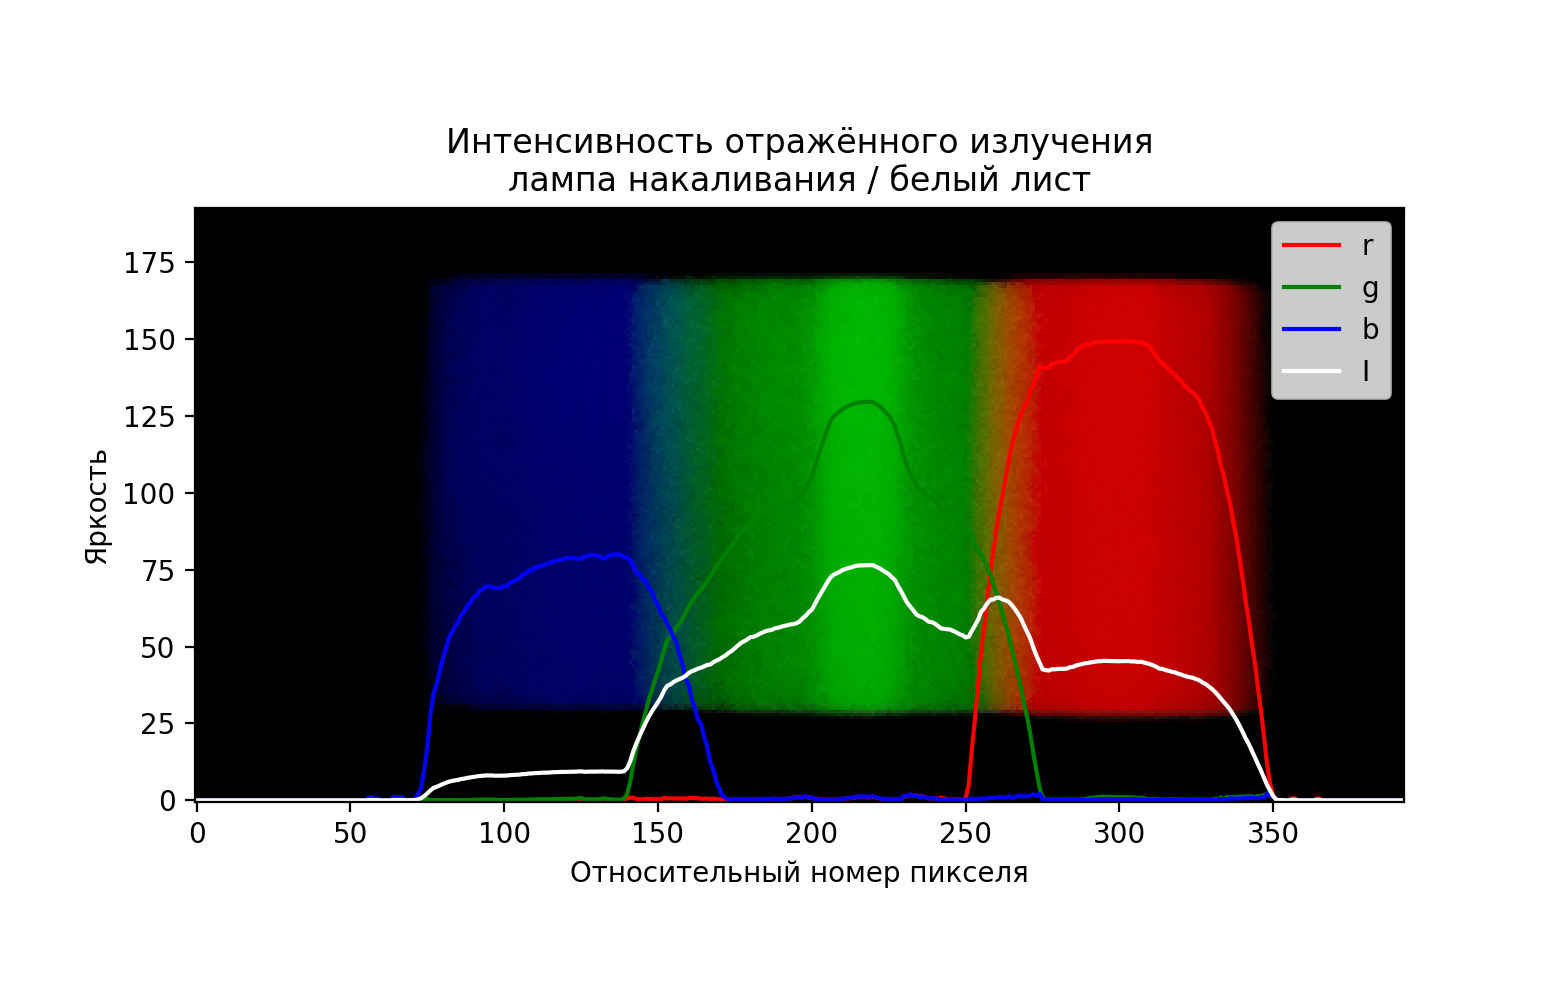 Интенсивность отражённого излучения
лампа накаливания / белый лист
r
g
b
l
175
150
125
100
75
50
25
0
Яркость
0 50 100 150 200 250 300 350
Относительный номер пикселя